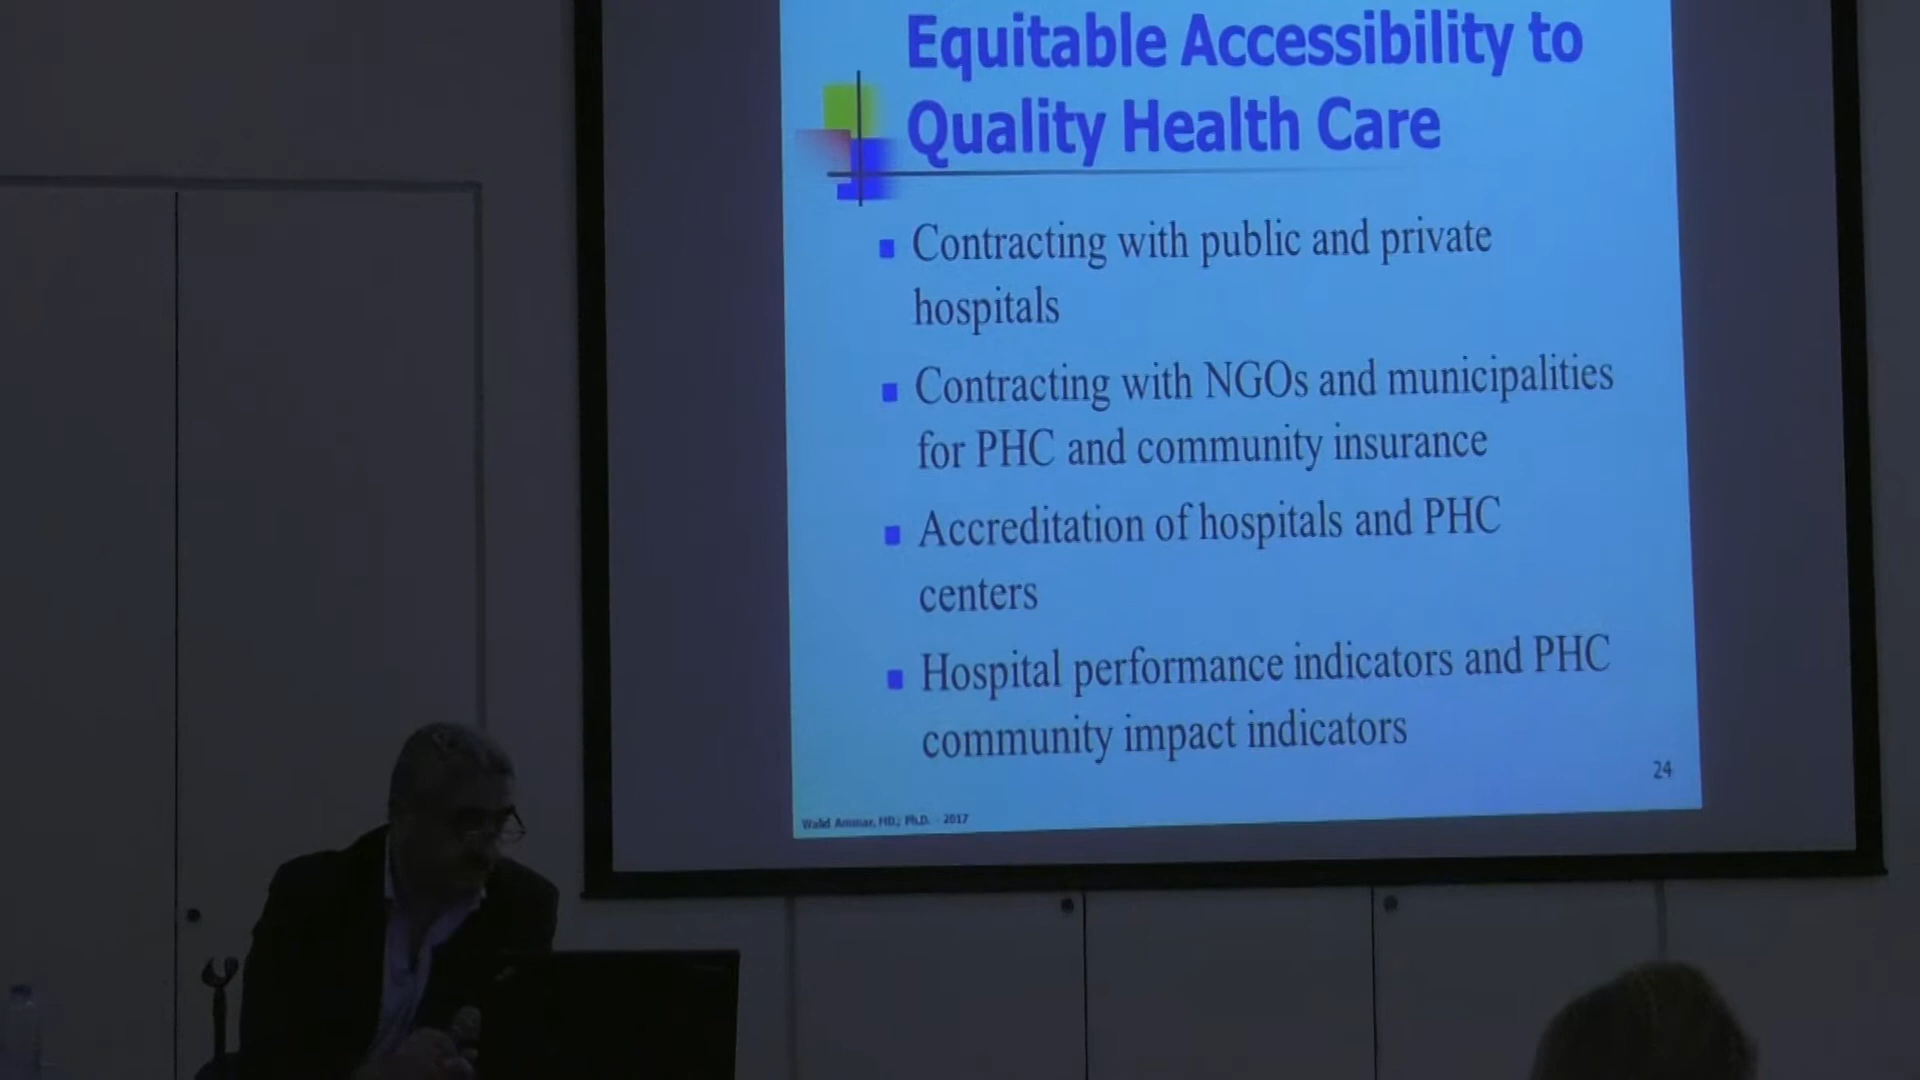 Equitable Accessibility to
Quality Health Care
Contracting with public and private
hospitals
Contracting with NGOs and municipalities
for PHC and community insurance
Accreditation of hospitals and PHC
centers
Hospital performance indicators and PHC
community impact indicators
24
Walid Ammar, MD., Ph.D. - 2017